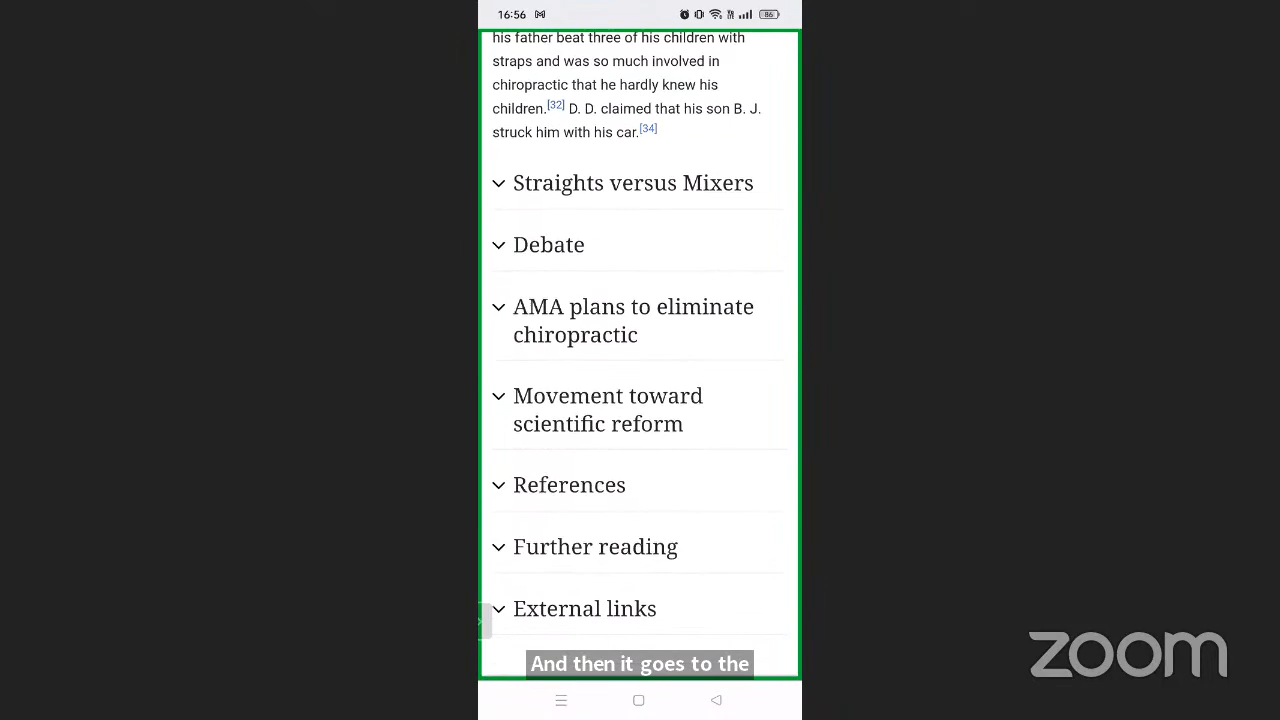 16:56
86
his father beat three of his children with
straps and was so much involved in
chiropractic that he hardly knew his
children.[32] D. D. claimed that his son B. J.
struck him with his car.[34]
Straights versus Mixers
Debate
AMA plans to eliminate
chiropractic
Movement toward
scientific reform
References
Further reading
External links
And then it goes to the
zoom